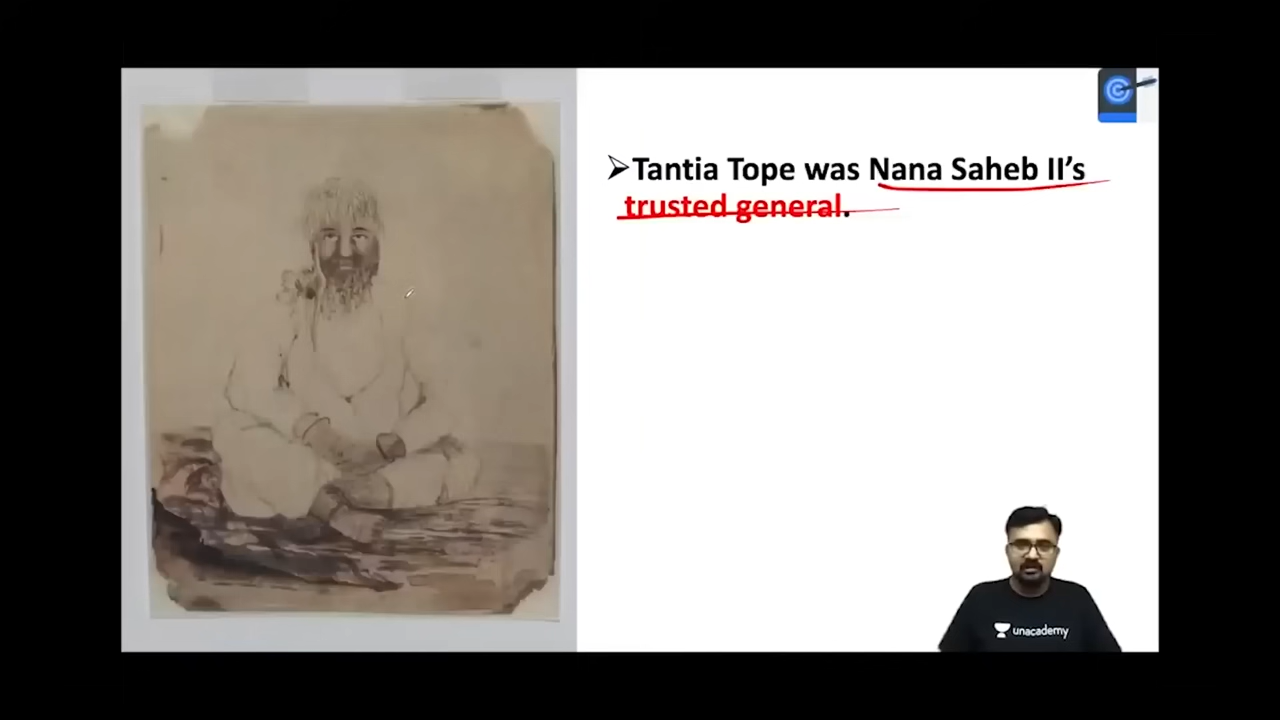 ➢Tantia Tope was Nana Saheb II’s
trusted general.
unacademy